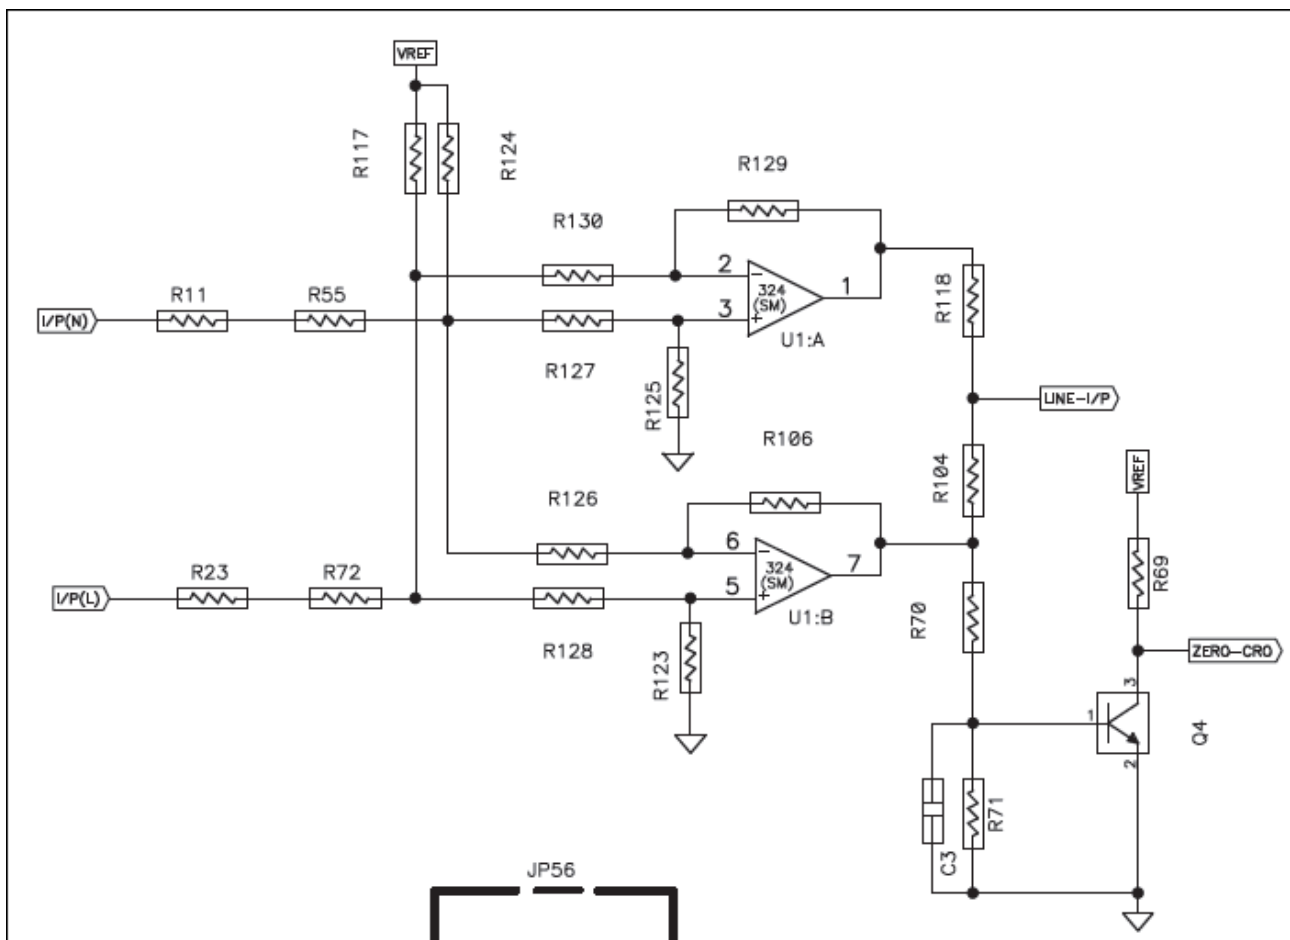 VREF
R117
R124
R129
R130
2
324
(SM)
1
3
U1:A
R11
R55
I/P(N)
R127
R125
R118
LINE-I/P
R106
R104
VREF
R126
6
324
(SM)
7
5
U1:B
R23
R72
I/P(L)
R128
R123
R70
R69
ZERO-CRO
3
1
2
Q4
R71
C3
JP56